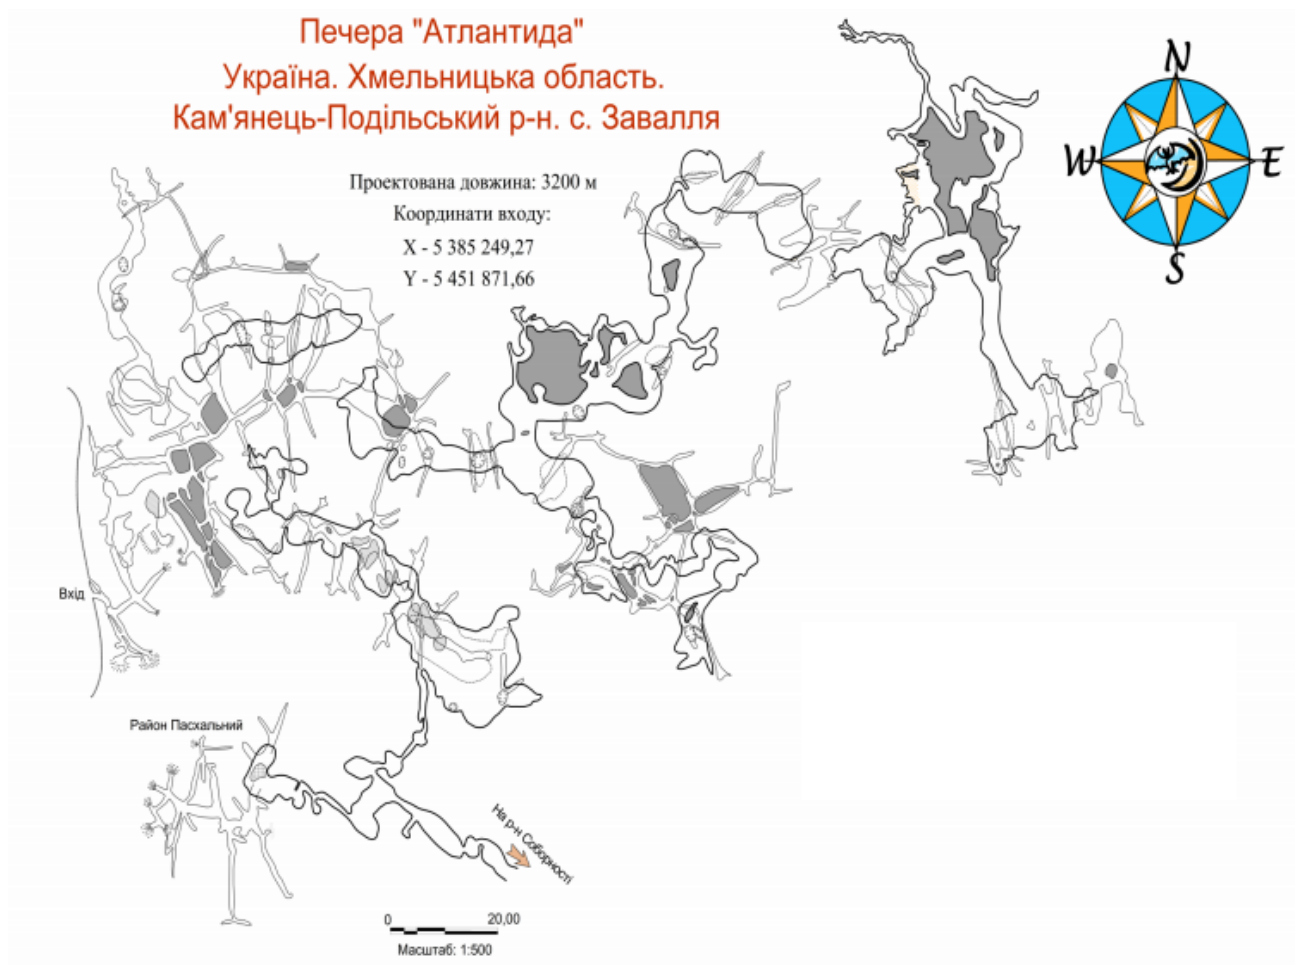 Печера "Атлантида"
Україна. Хмельницька область.
Кам'янець-Подільський р-н. с. Завалля
Проектована довжина: 3200 м
Координати входу:
X - 5 385 249,27
Y - 5 451 871,66
N
W
E
S
Вхід
Район Пасхальний
На р-н Соборності
0 20,00
Масштаб: 1:500